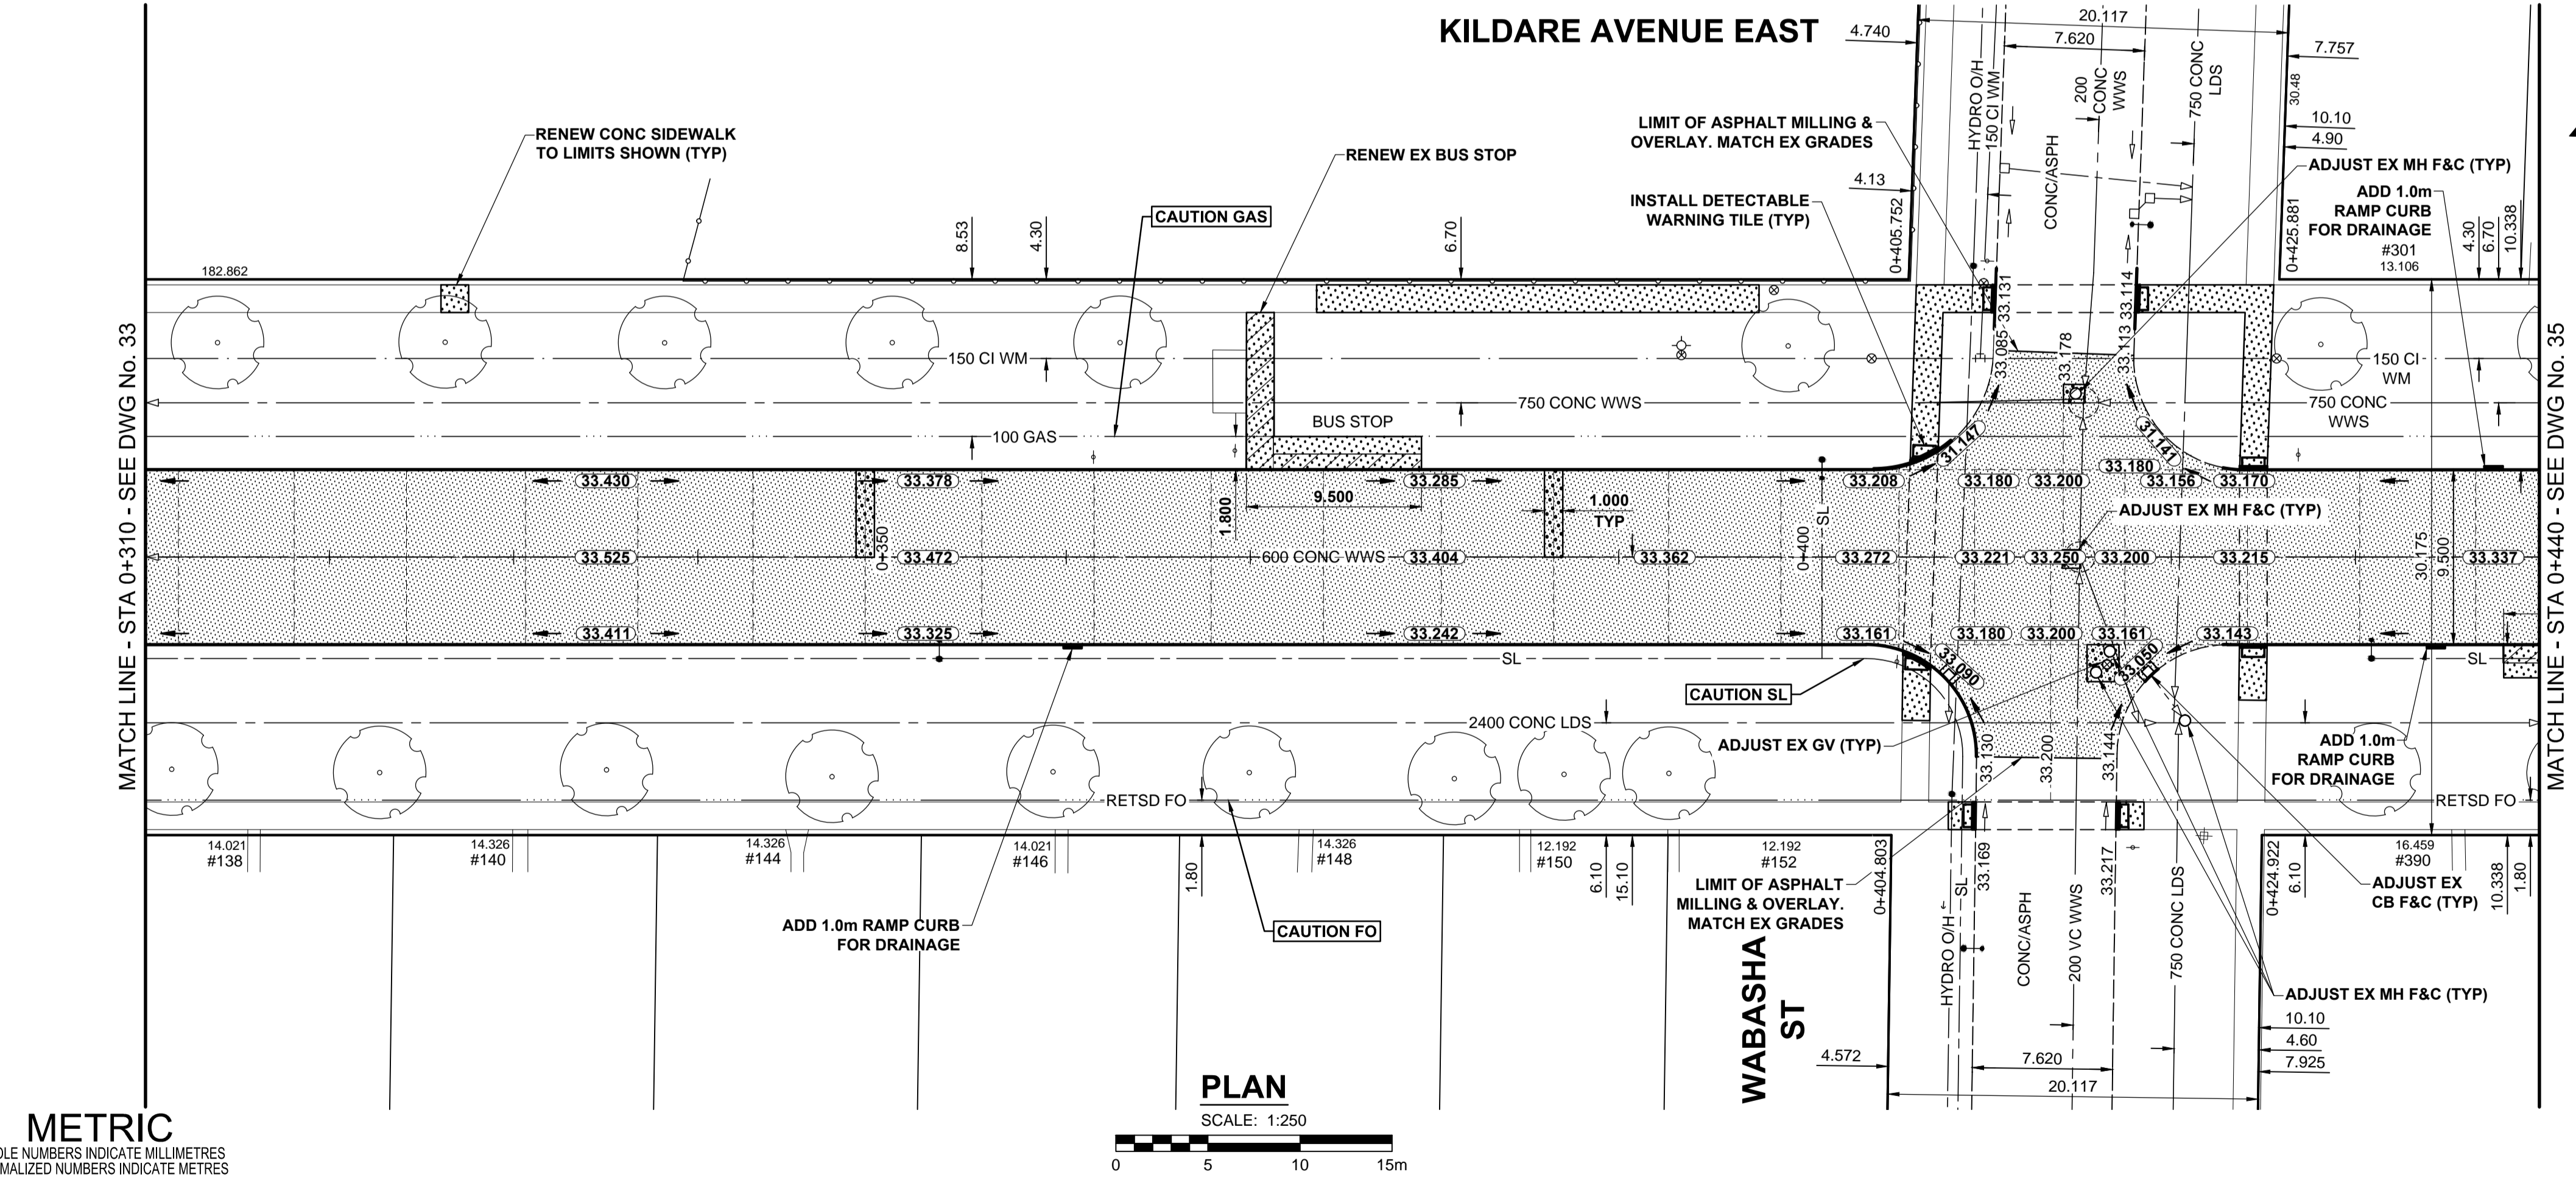 KILDARE AVENUE EAST
4.740
20.117
7.620
7.757
HYDRO O/H
150 CI WM
CONC/ASPH
200
CONC
WWS
750 CONC
LDS
30.48
10.10
4.90
RENEW CONC SIDEWALK
TO LIMITS SHOWN (TYP)
RENEW EX BUS STOP
LIMIT OF ASPHALT MILLING &
OVERLAY. MATCH EX GRADES
ADJUST EX MH F&C (TYP)
4.13
INSTALL DETECTABLE
WARNING TILE (TYP)
ADD 1.0m
RAMP CURB
FOR DRAINAGE
#301
13.106
CAUTION GAS
8.53
4.30
6.70
0+405.752
0+425.881
4.30
6.70
10.338
182.862
33.131
33.114
33.085
33.178
33.113
150 CI WM
150 CI
WM
750 CONC WWS
750 CONC
WWS
100 GAS
BUS STOP
31.147
31.141
33.180
33.430
33.378
33.285
33.208
33.180
33.200
33.156
33.170
9.500
1.800
1.000
TYP
SL
ADJUST EX MH F&C (TYP)
0+350
0+400
33.525
33.472
600 CONC WWS
33.404
33.362
33.272
33.221
33.250
33.200
33.215
30.175
9.500
33.337
33.411
33.325
33.242
33.161
33.180
33.200
33.161
33.143
33.090
33.050
SL
SL
CAUTION SL
2400 CONC LDS
ADJUST EX GV (TYP)
33.130
33.200
33.144
ADD 1.0m
RAMP CURB
FOR DRAINAGE
RETSD FO
RETSD FO
14.021
#138
14.326
#140
14.326
#144
14.021
#146
14.326
#148
12.192
#150
12.192
#152
16.459
#390
1.80
6.10
15.10
0+404.803
33.169
33.217
0+424.922
6.10
10.338
1.80
LIMIT OF ASPHALT
MILLING & OVERLAY.
MATCH EX GRADES
ADJUST EX
CB F&C (TYP)
ADD 1.0m RAMP CURB
FOR DRAINAGE
CAUTION FO
HYDRO O/H
SL
CONC/ASPH
200 VC WWS
750 CONC LDS
ADJUST EX MH F&C (TYP)
WABASHA
ST
10.10
4.60
7.925
4.572
7.620
20.117
MATCH LINE - STA 0+310 - SEE DWG No. 33
MATCH LINE - STA 0+440 - SEE DWG No. 35
PLAN
SCALE: 1:250
0 5 10 15m
METRIC
OLE NUMBERS INDICATE MILLIMETRES
MALIZED NUMBERS INDICATE METRES